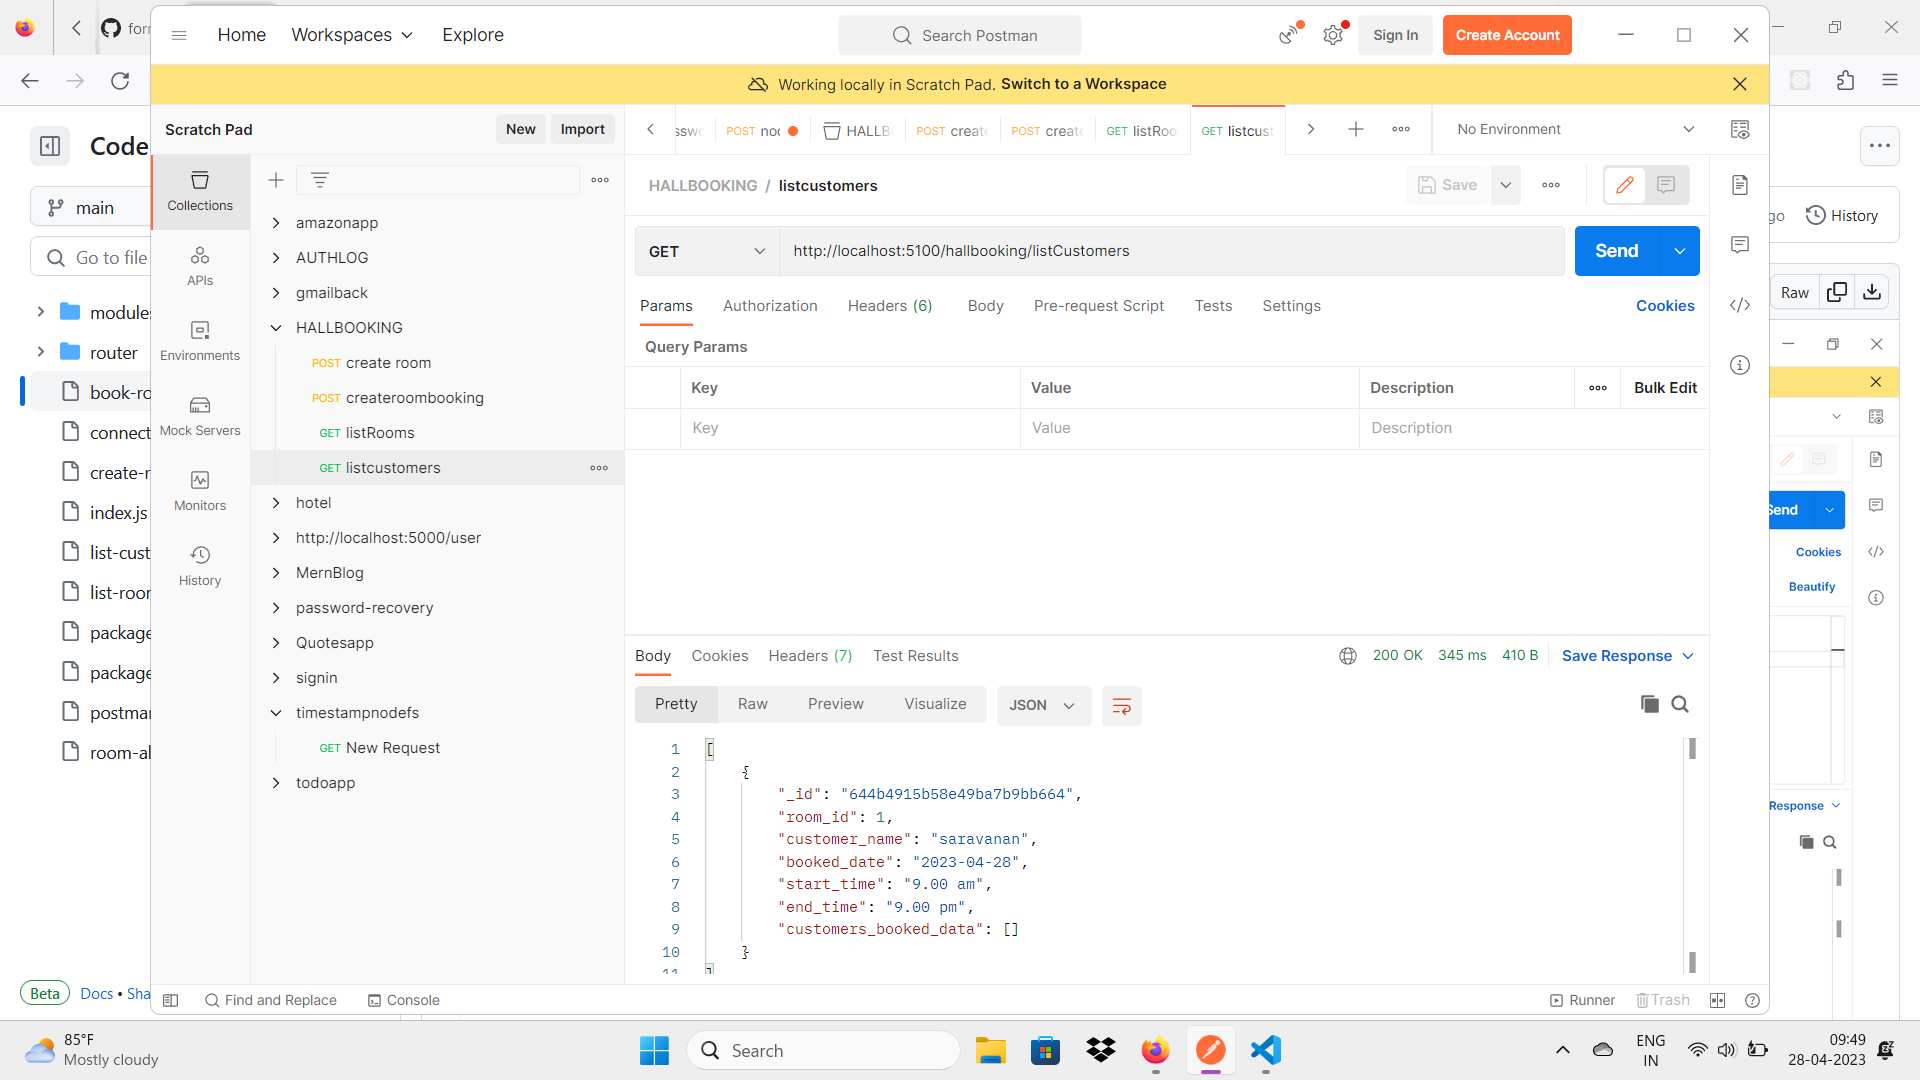 Home
Workspaces
Explore
Search Postman
Sign In
Create Account
Working locally in Scratch Pad. Switch to a Workspace
Scratch Pad
New
Import
POST
HALLB
POST create
POST create
GET listRoo
GET listcust
No Environment
Code
main
Go to file
module
router
book-ro
connect
create-r
index.js
list-cust
list-roor
package
package
postmar
room-al
Beta
Docs • Sha
Collections
APIs
Environments
Mock Servers
Monitors
History
amazonapp
AUTHLOG
gmailback
HALLBOOKING
POST create room
POST createroombooking
GET listRooms
GET listcustomers
hotel
http://localhost:5000/user
MernBlog
password-recovery
Quotesapp
signin
timestampnodefs
GET New Request
todoapp
HALLBOOKING / listcustomers
Save
GET
http://localhost:5100/hallbooking/listCustomers
Send
Params
Authorization
Headers (6)
Body
Pre-request Script
Tests
Settings
Cookies
Query Params
Key
Value
Description
Bulk Edit
Key
Value
Description
Body
Cookies
Headers (7)
Test Results
200 OK
345 ms
410 B
Save Response
Pretty
Raw
Preview
Visualize
JSON
1 [
2 {
3 "_id": "644b4915b58e49ba7b9bb664",
4 "room_id": 1,
5 "customer_name": "saravanan",
6 "booked_date": "2023-04-28",
7 "start_time": "9.00 am",
8 "end_time": "9.00 pm",
9 "customers_booked_data": []
10 }
11 ]
Find and Replace
Console
Runner
Trash
go
History
Raw
Send
Cookies
Beautify
Response
85°F
Mostly cloudy
Search
ENG
IN
09:49
28-04-2023